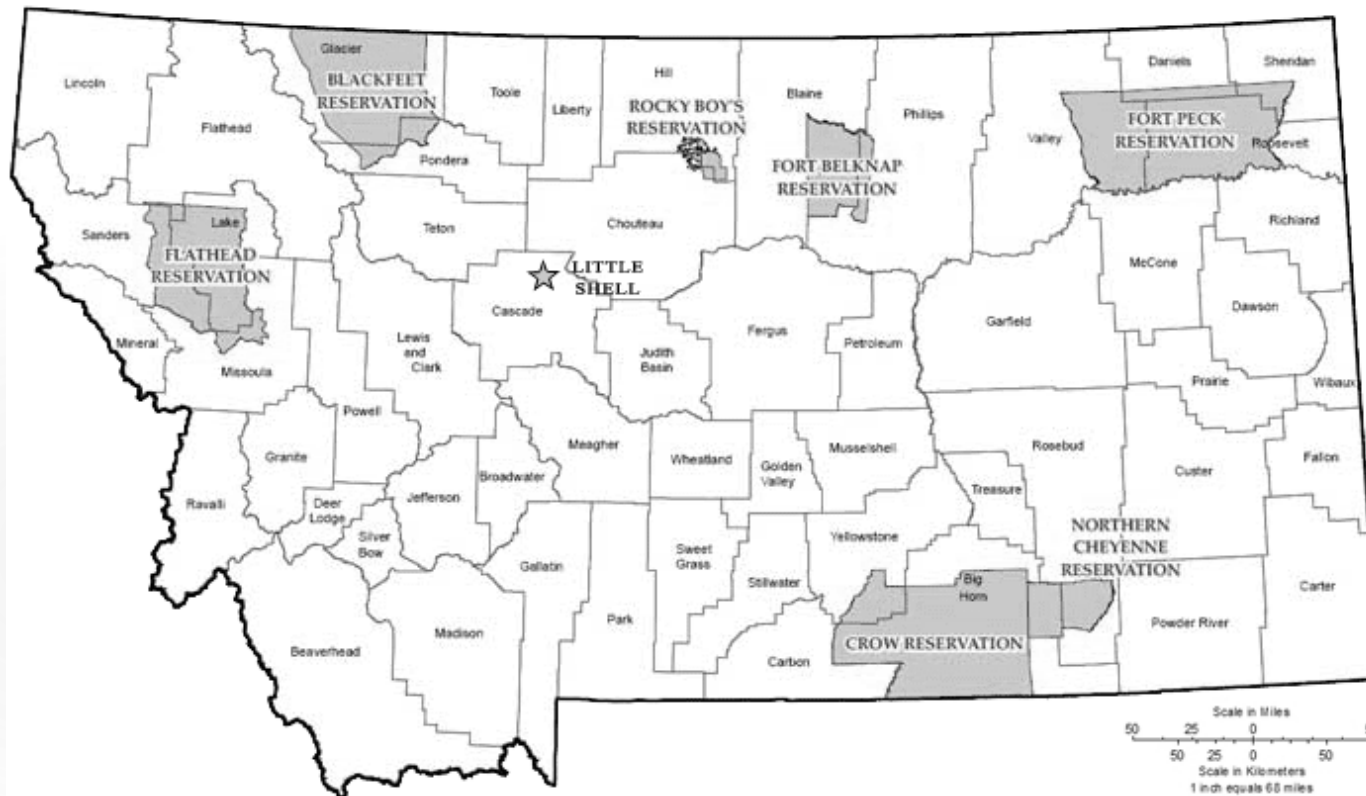 Lincoln
Flathead
Glacier
BLACKFEET
RESERVATION
Pondera
Toole
Liberty
Hill
ROCKY BOY'S
RESERVATION
Blaine
FORT BELKNAP
RESERVATION
Phillips
Valley
Daniels
Sheridan
FORT PECK
RESERVATION
Roosevelt
Sanders
Lake
FLATHEAD
RESERVATION
Teton
Chouteau
LITTLE
SHELL
Cascade
Richland
McCone
Dawson
Garfield
Mineral
Missoula
Lewis
and
Clark
Judith
Basin
Fergus
Petroleum
Prairie
Wibaux
Powell
Granite
Ravalli
Deer
Lodge
Silver
Bow
Jefferson
Broadwater
Meagher
Wheatland
Golden
Valley
Musselshell
Rosebud
Treasure
Custer
Fallon
NORTHERN
CHEYENNE
RESERVATION
Yellowstone
Sweet
Grass
Stillwater
Gallatin
Park
Madison
Beaverhead
Carbon
Big
Horn
CROW RESERVATION
Powder River
Carter
Scale in Miles
50 25 0 50
50 25 0 50
Scale in Kilometers
1 inch equals 68 miles